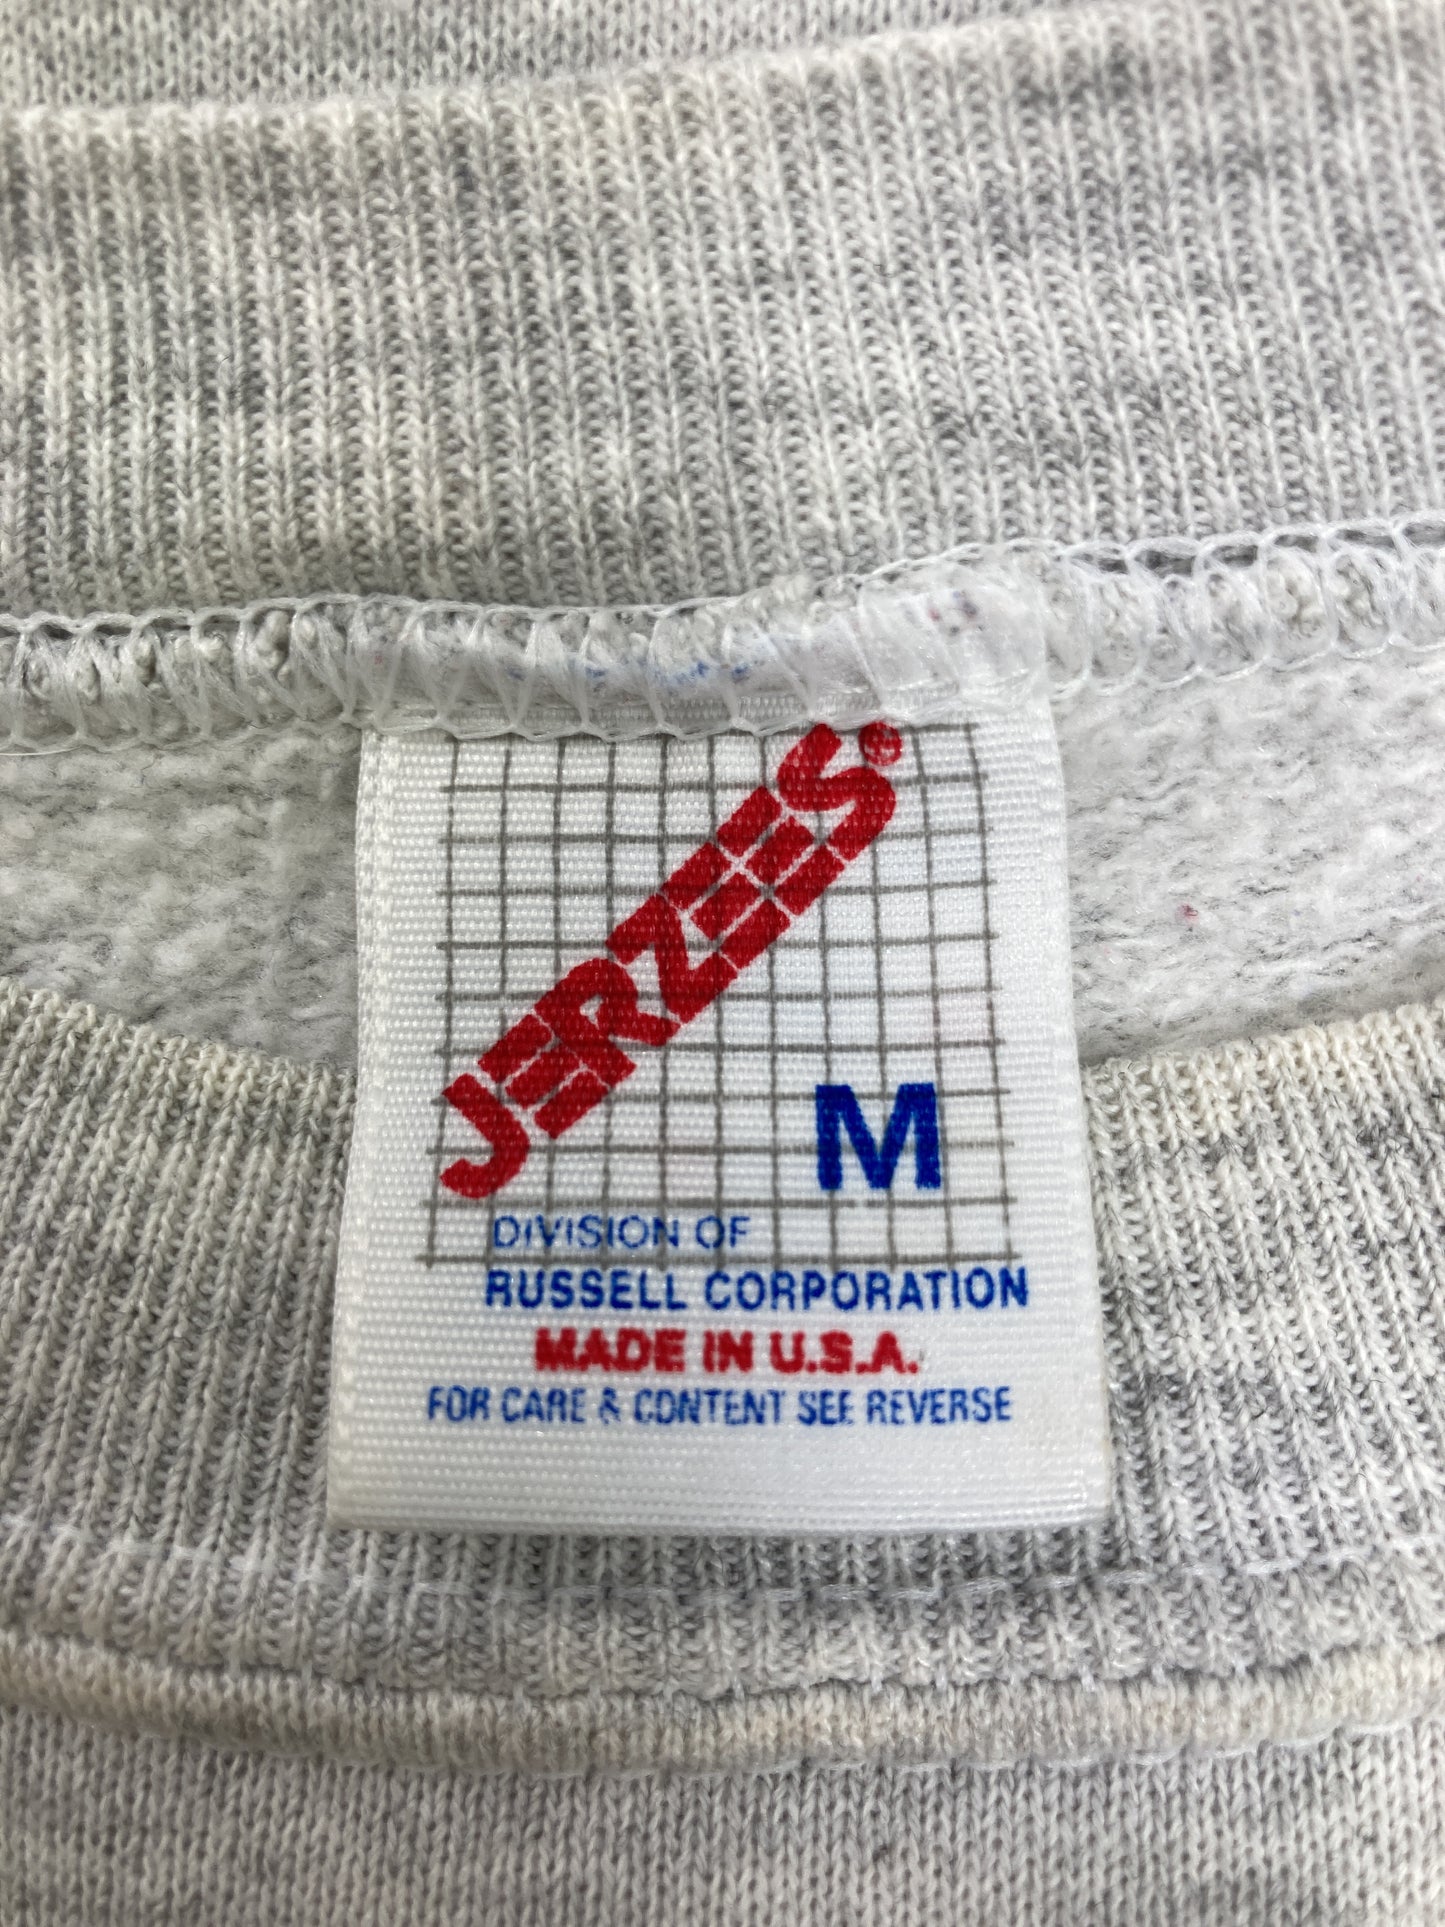 JERZEES®
M
DIVISION OF
RUSSELL CORPORATION
MADE IN U.S.A.
FOR CARE & CONTENT SEE REVERSE